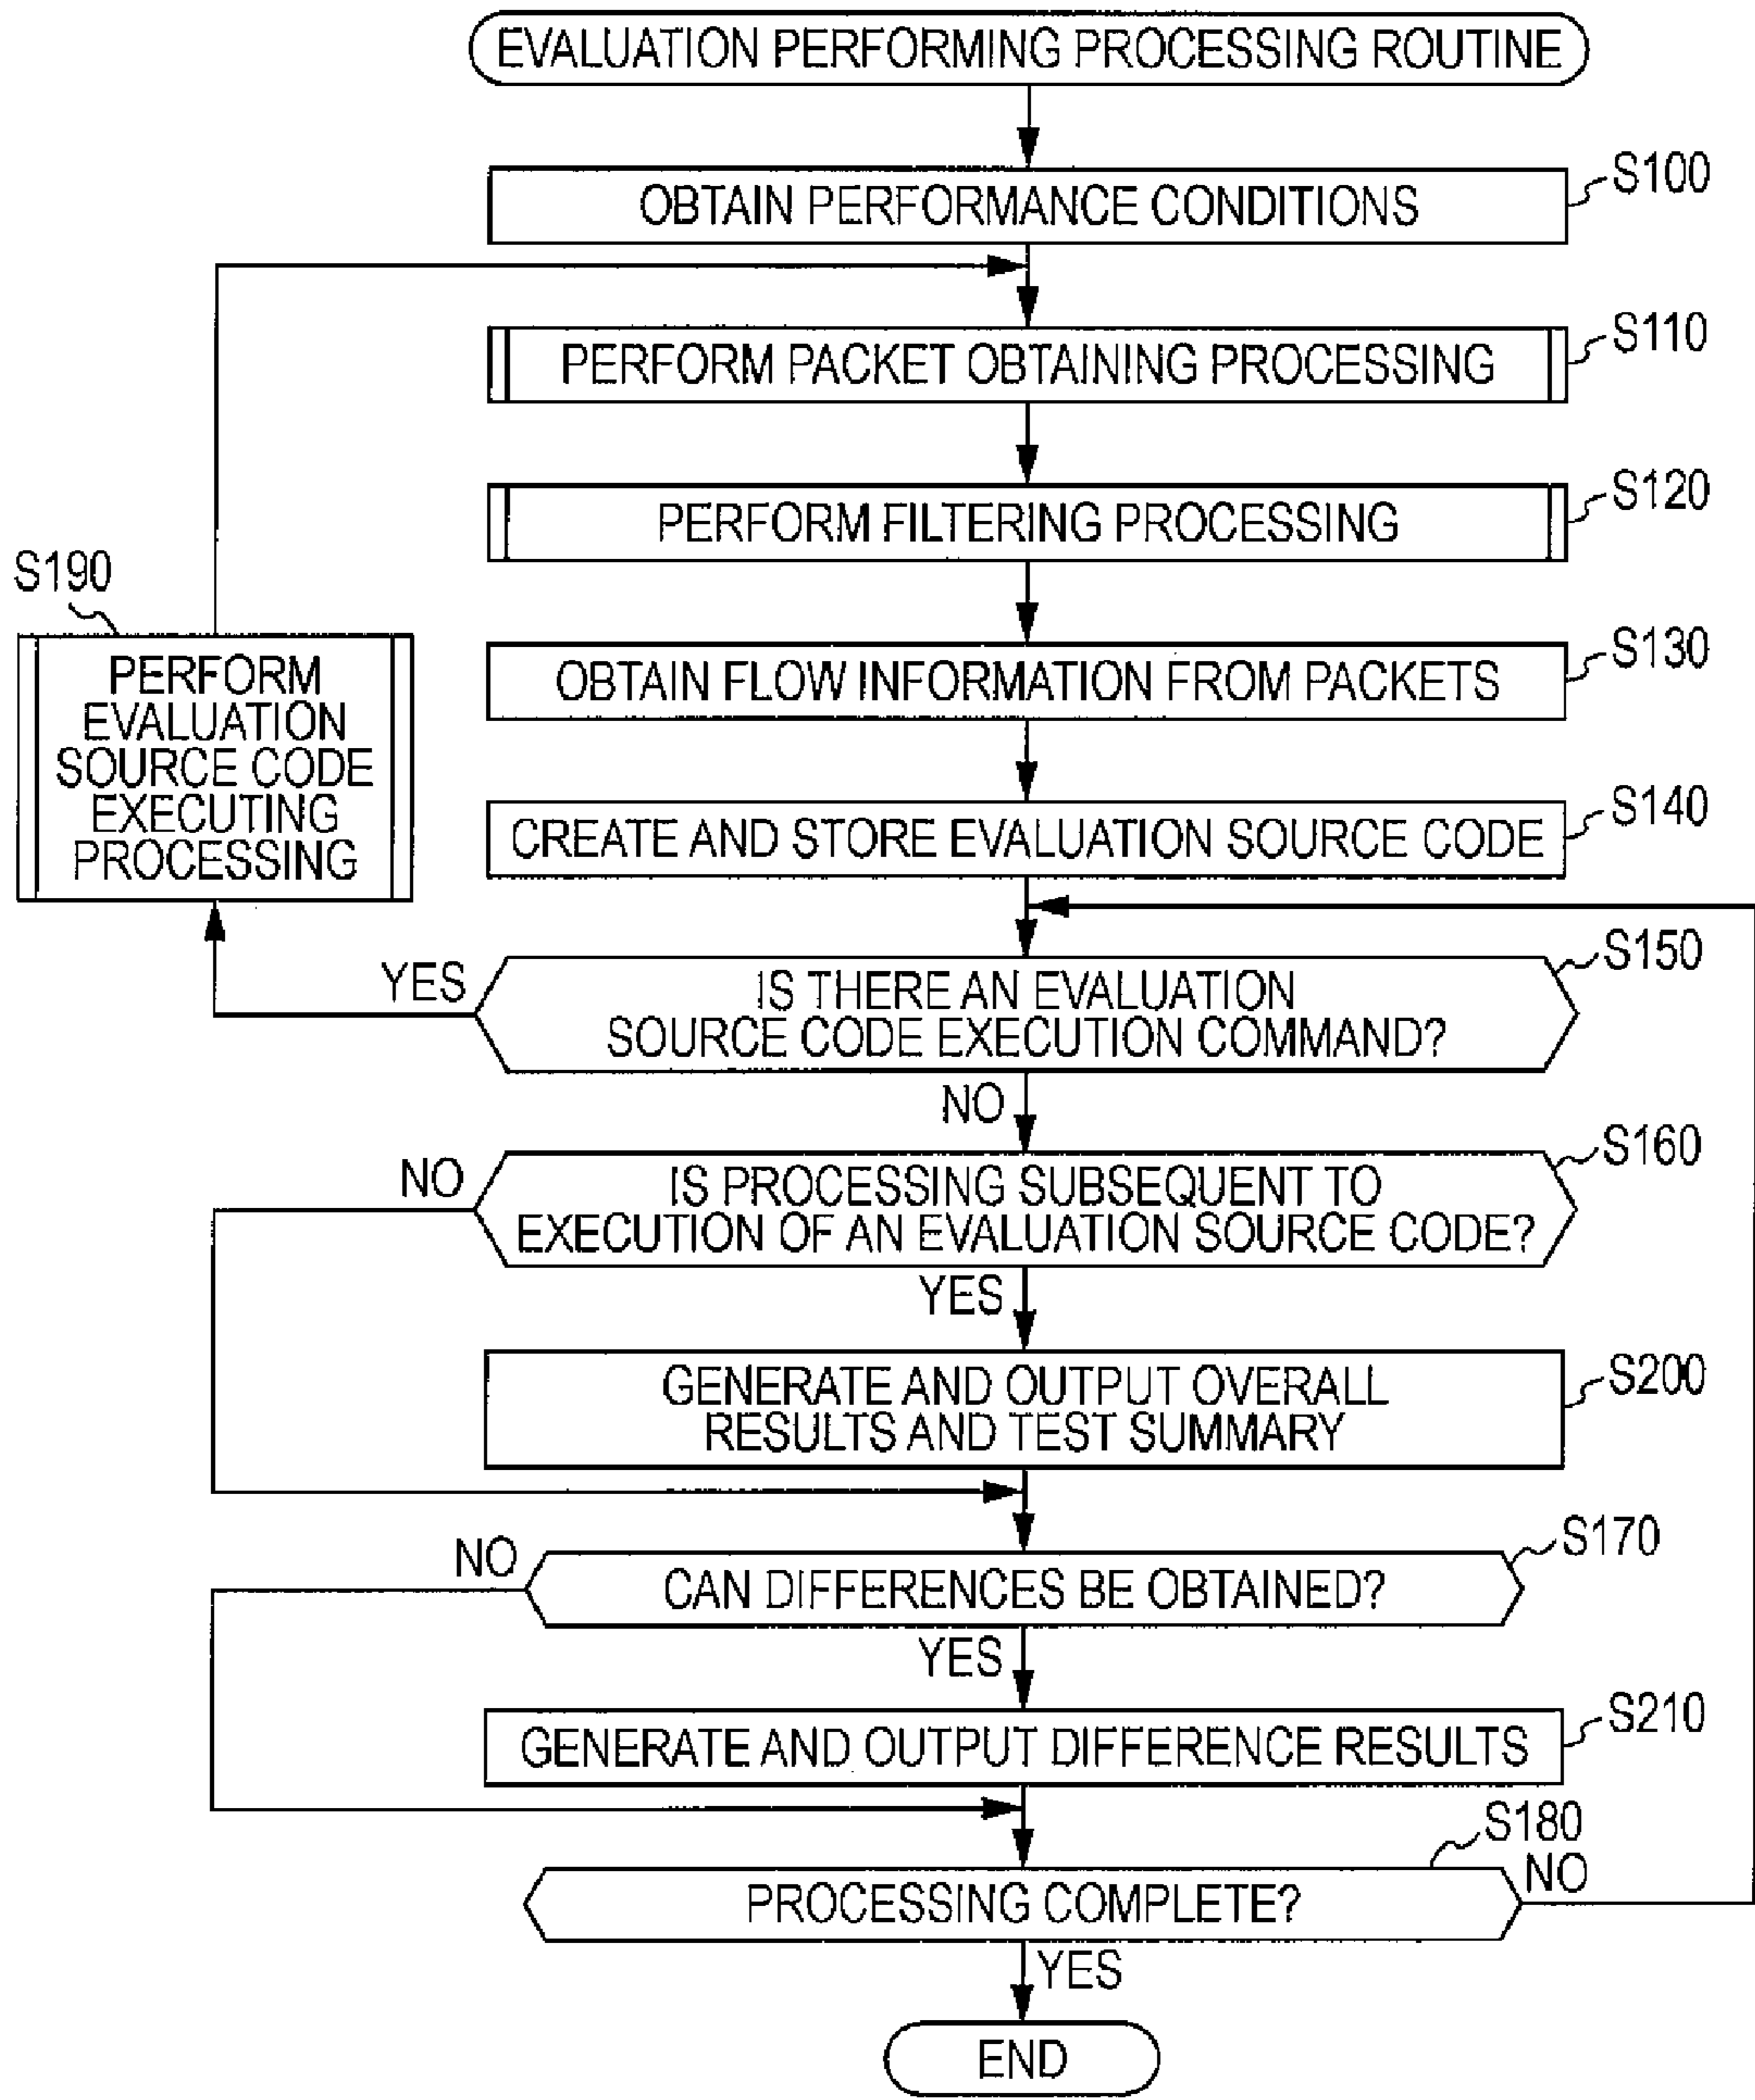 EVALUATION PERFORMING PROCESSING ROUTINE
OBTAIN PERFORMANCE CONDITIONS
S100
PERFORM PACKET OBTAINING PROCESSING
S110
PERFORM FILTERING PROCESSING
S120
S190
PERFORM
EVALUATION
SOURCE CODE
EXECUTING
PROCESSING
OBTAIN FLOW INFORMATION FROM PACKETS
S130
CREATE AND STORE EVALUATION SOURCE CODE
S140
YES
IS THERE AN EVALUATION
SOURCE CODE EXECUTION COMMAND?
S150
NO
NO
IS PROCESSING SUBSEQUENT TO
EXECUTION OF AN EVALUATION SOURCE CODE?
S160
YES
GENERATE AND OUTPUT OVERALL
RESULTS AND TEST SUMMARY
S200
NO
CAN DIFFERENCES BE OBTAINED?
S170
YES
GENERATE AND OUTPUT DIFFERENCE RESULTS
S210
S180
PROCESSING COMPLETE?
NO
YES
END